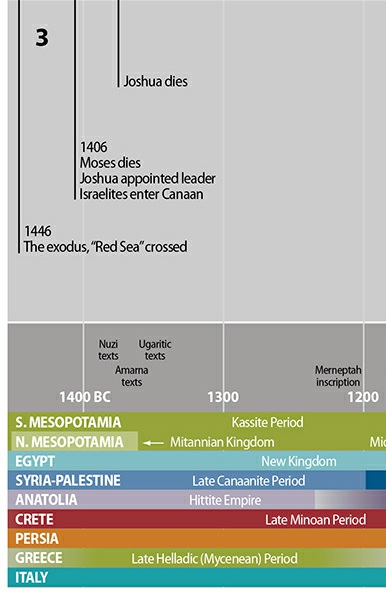 3
Joshua dies
1406
Moses dies
Joshua appointed leader
Israelites enter Canaan
1446
The exodus, “Red Sea” crossed
Nuzi
texts
Ugaritic
texts
Amarna
texts
Merneptah
inscription
1400 BC
1300
1200
S. MESOPOTAMIA Kassite Period
N. MESOPOTAMIA Mitannian Kingdom
EGYPT New Kingdom
SYRIA-PALESTINE Late Canaanite Period
ANATOLIA Hittite Empire
CRETE Late Minoan Period
PERSIA
GREECE Late Helladic (Mycenean) Period
ITALY